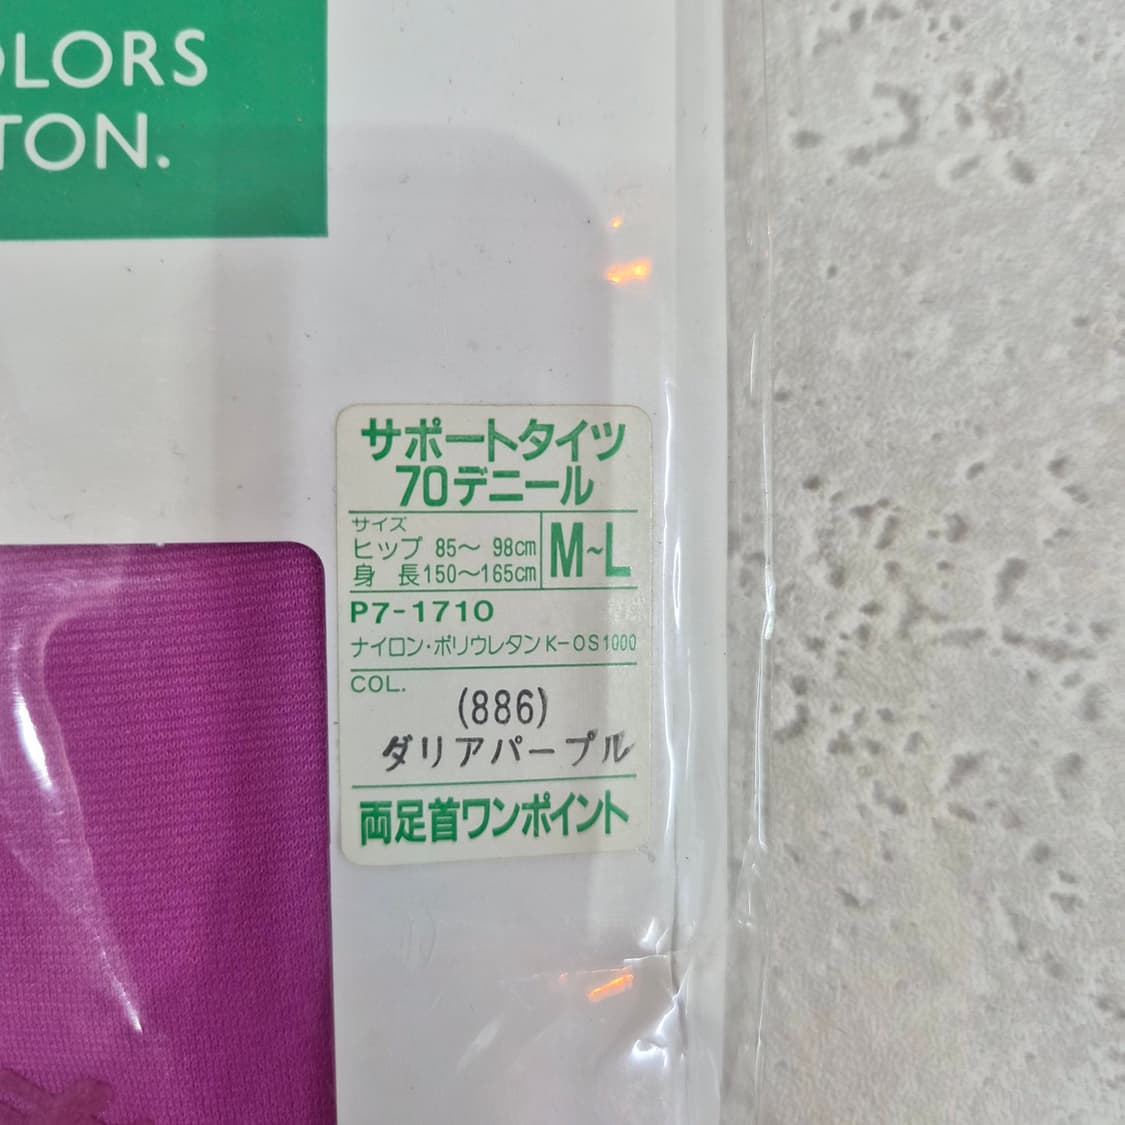 OLORS
TON.
サポートタイツ
70デニール
サイズ
ヒップ 85〜 98cm
身 長150〜165cm
M~L
P7-1710
ナイロン・ポリウレタンK-OS1000
COL.
(886)
ダリアパープル
両足首ワンポイント